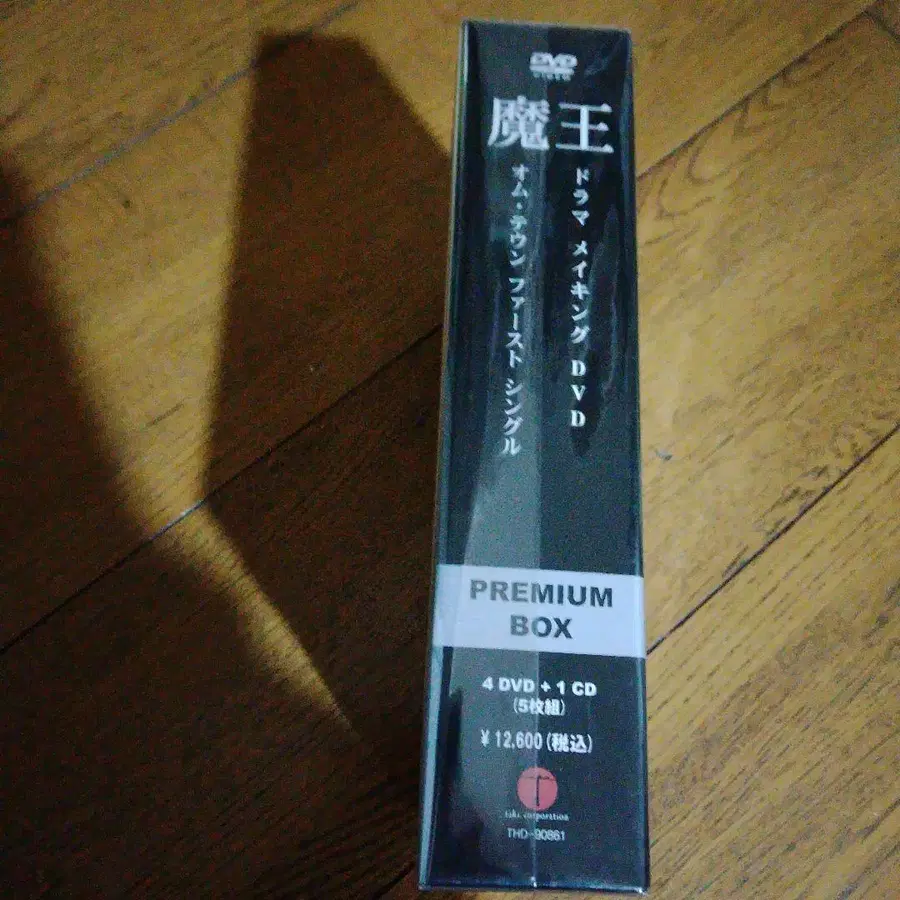 DVD
VIDEO
魔王
ドラマ メイキング DVD
オム・テウン ファースト シングル
PREMIUM
BOX
4 DVD + 1 CD
(5枚組)
¥12,600(税込)
taki corporation
THD-90861